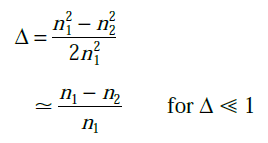 Δ = (n₁² − n₂²) / 2n₁²
≃ (n₁ − n₂) / n₁    for Δ ≪ 1